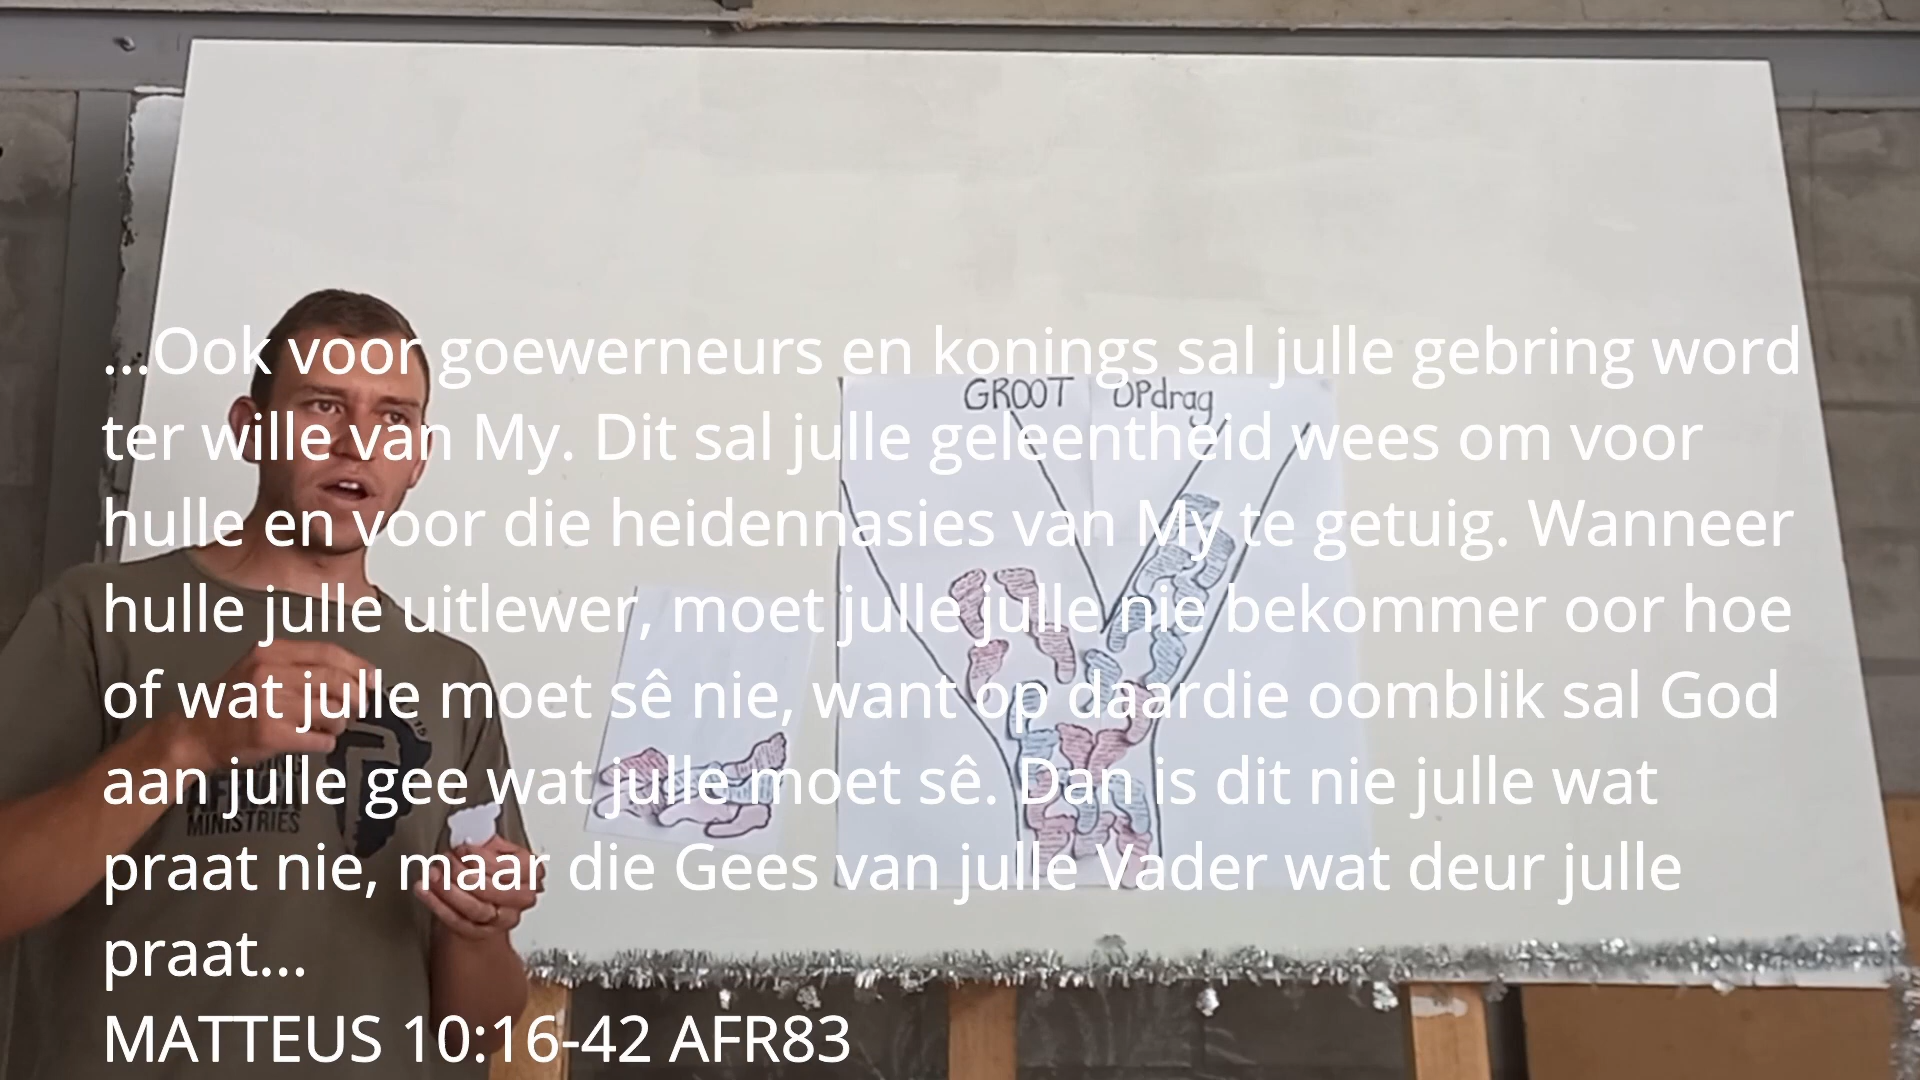 ...Ook voor goewerneurs en konings sal julle gebring word
ter wille van My. Dit sal julle geleentheid wees om voor
hulle en voor die heidennasies van My te getuig. Wanneer
hulle julle uitlewer, moet julle julle nie bekommer oor hoe
of wat julle moet sê nie, want op daardie oomblik sal God
aan julle gee wat julle moet sê. Dan is dit nie julle wat
praat nie, maar die Gees van julle Vader wat deur julle
praat...
MATTEUS 10:16-42 AFR83
GROOT OPdrag
MINISTRIES